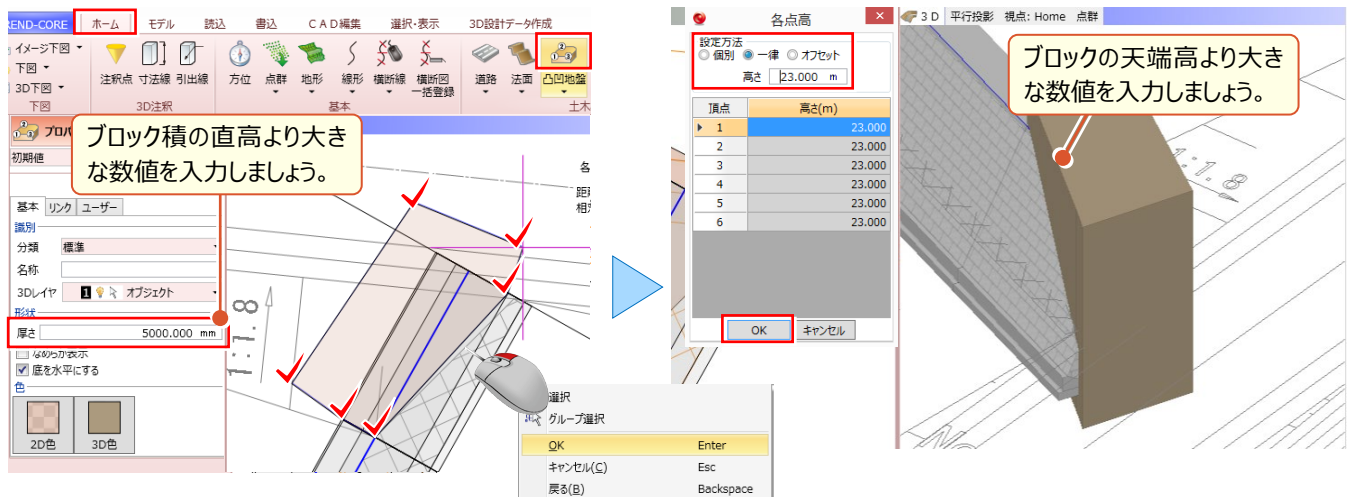 REND-CORE ホーム モデル 読込 書込 CAD編集 選択・表示 3D設計データ作成
イメージ下図
下図
3D下図
注釈点 寸法線 引出線
方位 点群 地形 線形 横断線 横断図
一括登録
道路 法面 凸凹地盤
下図 3D注釈 基本 土木
プロパ
初期値
ブロック積の直高より大き
な数値を入力しましょう。
基本 リンク ユーザー
識別
分類 標準
名称
3Dレイヤ 1 オブジェクト
形状
厚さ 5000.000 mm
なめらか表示
底を水平にする
色
2D色 3D色
1:1.8
各
距
相
選択
グループ選択
OK Enter
キャンセル(C) Esc
戻る(B) Backspace
各点高
設定方法
個別 一律 オフセット
高さ 23.000 m
頂点 高さ(m)
1 23.000
2 23.000
3 23.000
4 23.000
5 23.000
6 23.000
OK キャンセル
3D 平行投影 視点: Home 点群
ブロックの天端高より大き
な数値を入力しましょう。
1:1.8
No